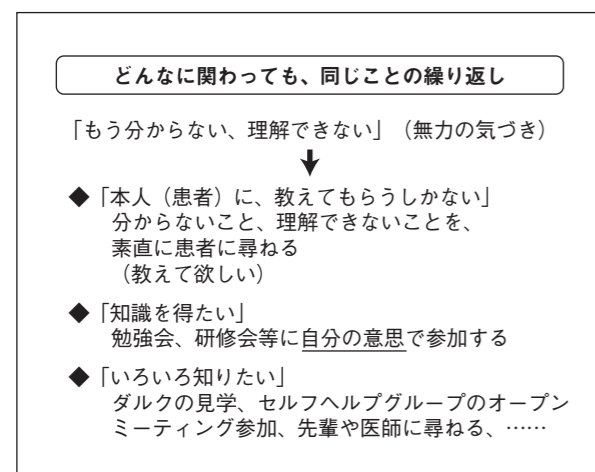 どんなに関わっても、同じことの繰り返し
「もう分からない、理解できない」（無力の気づき）
◆「本人（患者）に、教えてもらうしかない」
分からないこと、理解できないことを、
素直に患者に尋ねる
（教えて欲しい）
◆「知識を得たい」
勉強会、研修会等に自分の意思で参加する
◆「いろいろ知りたい」
ダルクの見学、セルフヘルプグループのオープン
ミーティング参加、先輩や医師に尋ねる、……